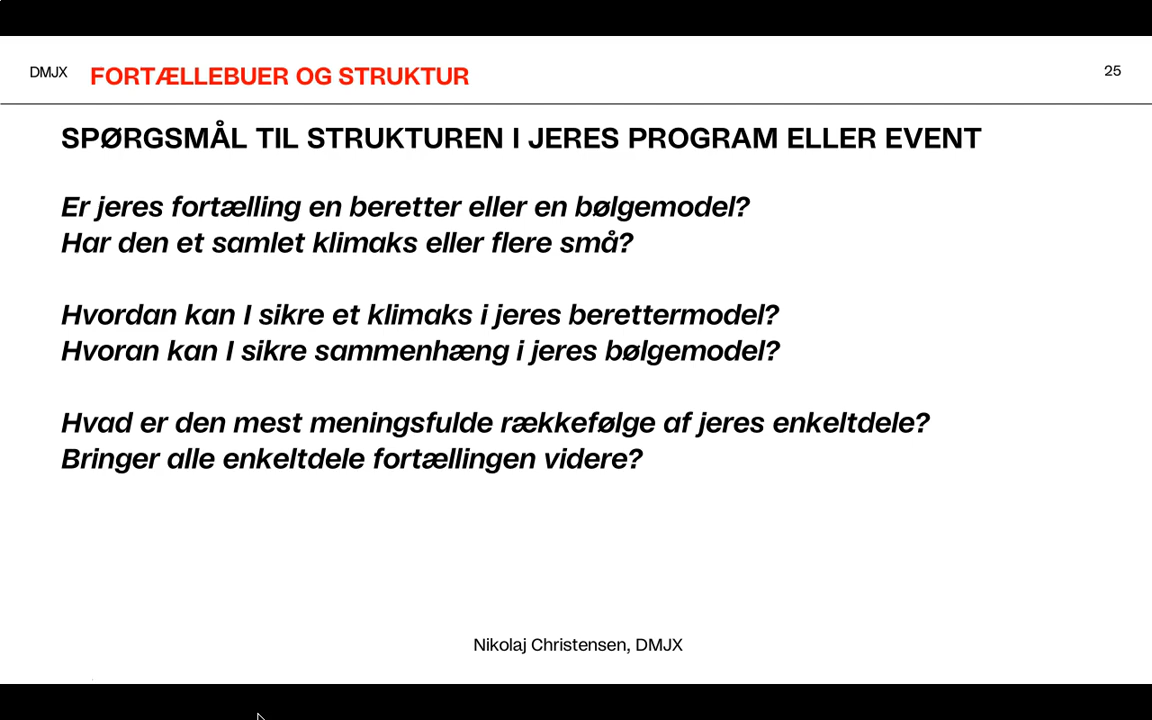 DMJX
FORTÆLLEBUER OG STRUKTUR
25
SPØRGSMÅL TIL STRUKTUREN I JERES PROGRAM ELLER EVENT
Er jeres fortælling en beretter eller en bølgemodel?
Har den et samlet klimaks eller flere små?
Hvordan kan I sikre et klimaks i jeres berettermodel?
Hvoran kan I sikre sammenhæng i jeres bølgemodel?
Hvad er den mest meningsfulde rækkefølge af jeres enkeltdele?
Bringer alle enkeltdele fortællingen videre?
Nikolaj Christensen, DMJX